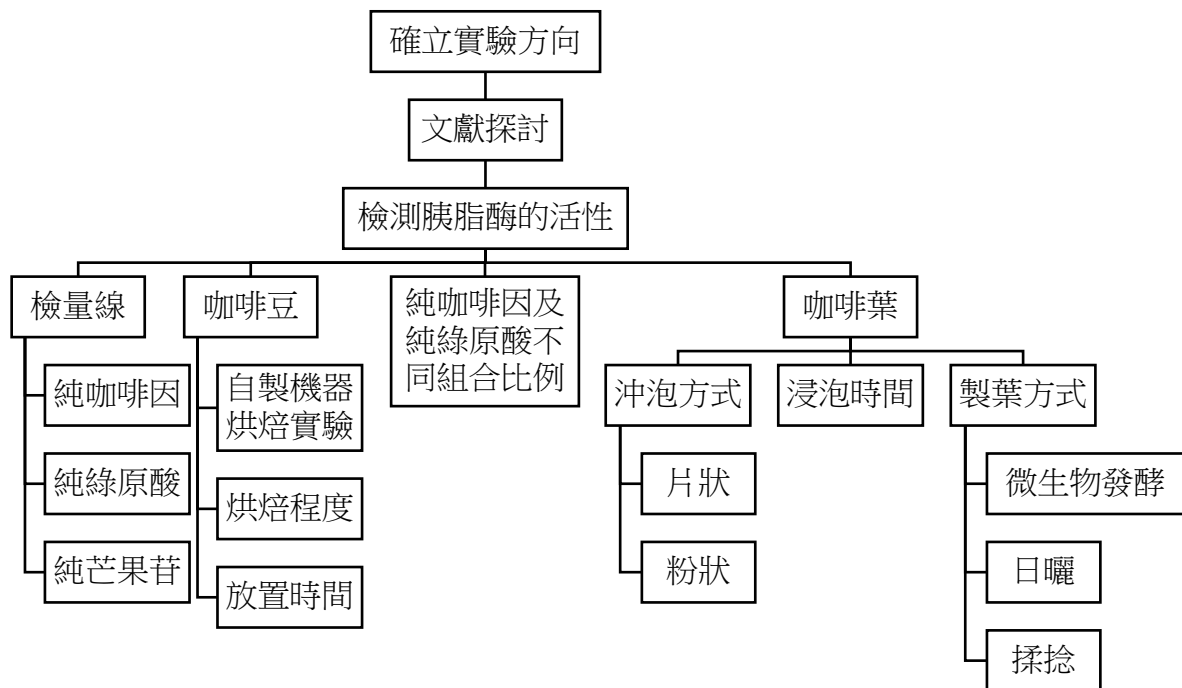 確立實驗方向
文獻探討
檢測胰脂酶的活性
檢量線
純咖啡因
純綠原酸
純芒果苷
咖啡豆
自製機器
烘焙實驗
烘焙程度
放置時間
純咖啡因及
純綠原酸不
同組合比例
咖啡葉
沖泡方式
片狀
粉狀
浸泡時間
製葉方式
微生物發酵
日曬
揉捻